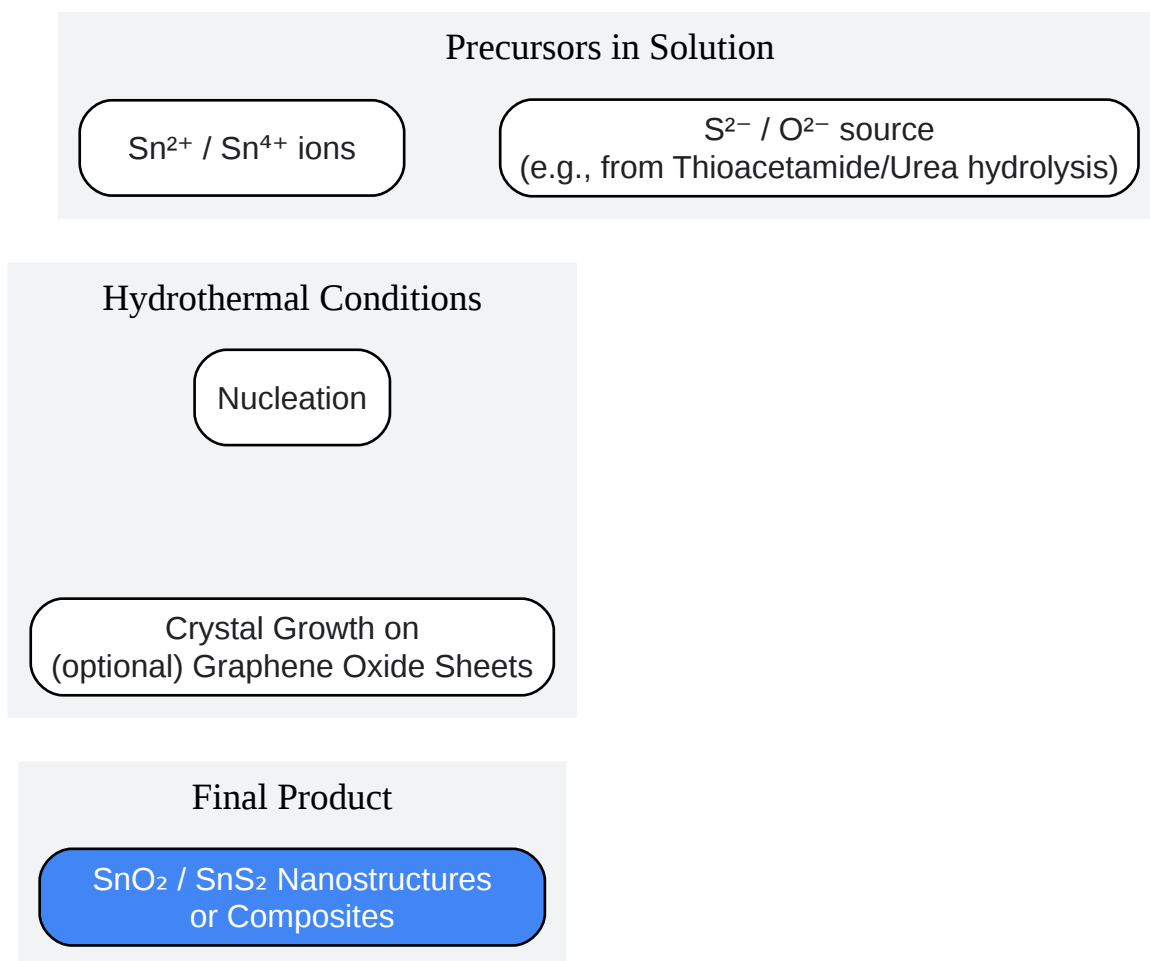 Precursors in Solution
Sn²⁺ / Sn⁴⁺ ions
S²⁻ / O²⁻ source
(e.g., from Thioacetamide/Urea hydrolysis)
Hydrothermal Conditions
Nucleation
Crystal Growth on
(optional) Graphene Oxide Sheets
Final Product
SnO₂ / SnS₂ Nanostructures
or Composites